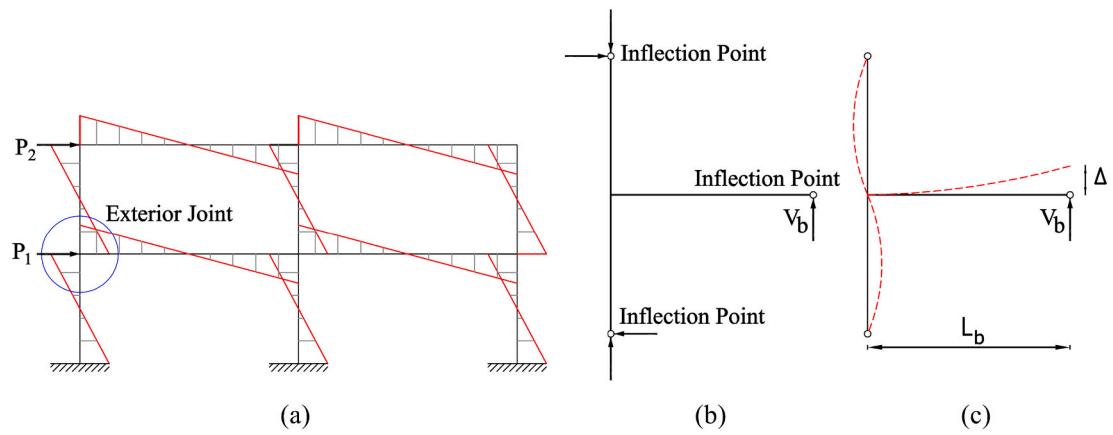 P2
Exterior Joint
P1
(a)
Inflection Point
Inflection Point
Vb
Inflection Point
(b)
Δ
Vb
Lb
(c)